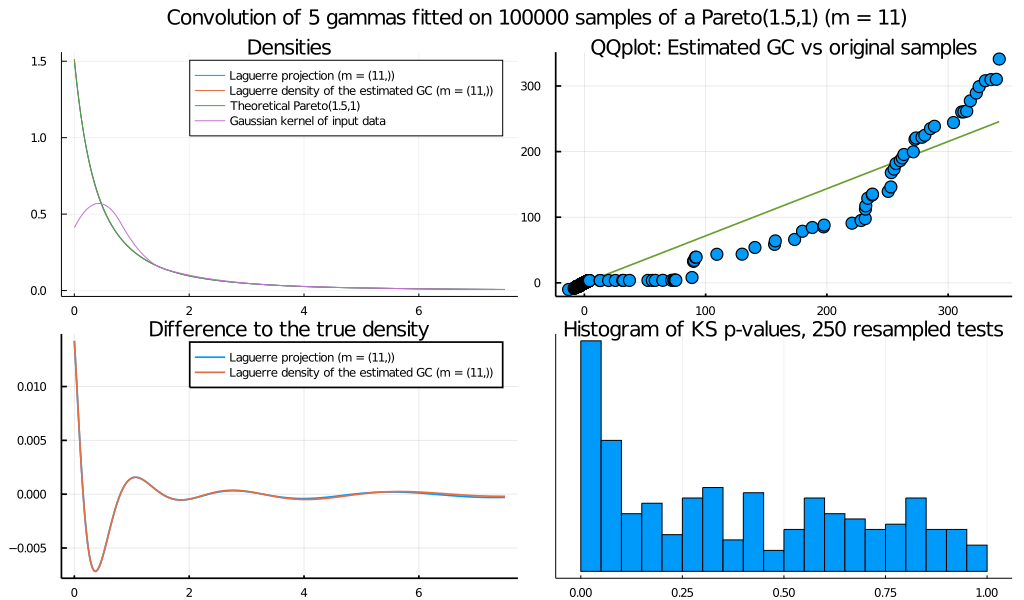 Convolution of 5 gammas fitted on 100000 samples of a Pareto(1.5,1) (m = 11)
Densities
Laguerre projection (m = (11,))
Laguerre density of the estimated GC (m = (11,))
Theoretical Pareto(1.5,1)
Gaussian kernel of input data
1.5
1.0
0.5
0.0
0 2 4 6
QQplot: Estimated GC vs original samples
300
200
100
0
0 100 200 300
Difference to the true density
Laguerre projection (m = (11,))
Laguerre density of the estimated GC (m = (11,))
0.010
0.005
0.000
−0.005
0 2 4 6
Histogram of KS p-values, 250 resampled tests
0.00 0.25 0.50 0.75 1.00